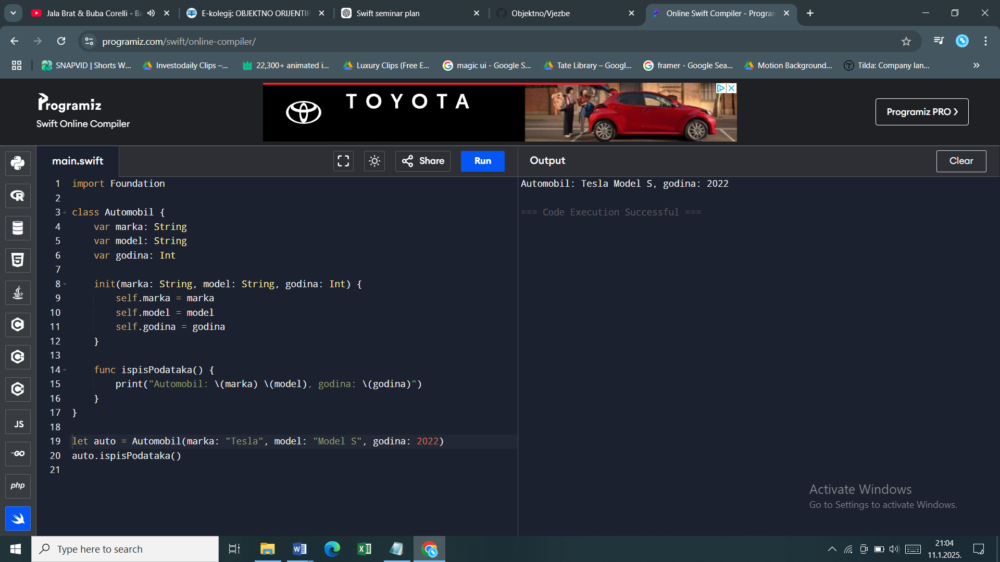 Jala Brat & Buba Corelli - Ba
E-kolegij: OBJEKTNO ORIJENTIR
Swift seminar plan
Objektno/Vjezbe
Online Swift Compiler - Program
programiz.com/swift/online-compiler/
SNAPVID | Shorts W...
Investodaily Clips –...
22,300+ animated i...
Luxury Clips (Free E...
magic ui - Google S...
Tate Library – Googl...
framer - Google Sea...
Motion Background...
Tilda: Company lan...
Programiz
Swift Online Compiler
TOYOTA
Programiz PRO
main.swift
Share
Run
Output
Clear
1 import Foundation
2
3 class Automobil {
4     var marka: String
5     var model: String
6     var godina: Int
7
8     init(marka: String, model: String, godina: Int) {
9         self.marka = marka
10         self.model = model
11         self.godina = godina
12     }
13
14     func ispisPodataka() {
15         print("Automobil: \(marka) \(model), godina: \(godina)")
16     }
17 }
18
19 let auto = Automobil(marka: "Tesla", model: "Model S", godina: 2022)
20 auto.ispisPodataka()
21
Automobil: Tesla Model S, godina: 2022
=== Code Execution Successful ===
R
5
C
C
C
JS
GO
php
Activate Windows
Go to Settings to activate Windows.
Type here to search
21:04
11.1.2025.